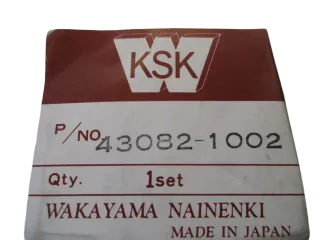 KSK
P/NO. 43082-1002
Qty. 1set
WAKAYAMA NAINENKI
MADE IN JAPAN